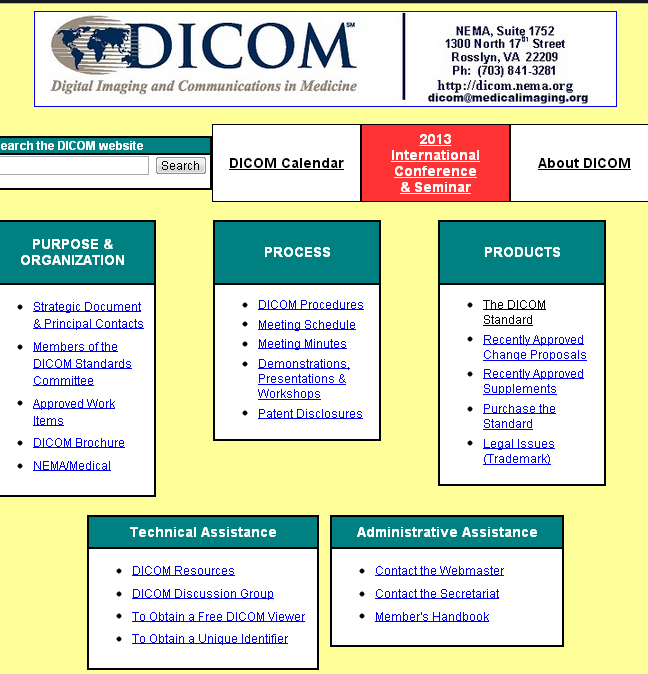 DICOM SM
Digital Imaging and Communications in Medicine
NEMA, Suite 1752
1300 North 17th Street
Rosslyn, VA 22209
Ph: (703) 841-3281
http://dicom.nema.org
dicom@medicalimaging.org
earch the DICOM website
Search
DICOM Calendar
2013
International
Conference
& Seminar
About DICOM
PURPOSE &
ORGANIZATION
Strategic Document
& Principal Contacts
Members of the
DICOM Standards
Committee
Approved Work
Items
DICOM Brochure
NEMA/Medical
PROCESS
DICOM Procedures
Meeting Schedule
Meeting Minutes
Demonstrations,
Presentations &
Workshops
Patent Disclosures
PRODUCTS
The DICOM
Standard
Recently Approved
Change Proposals
Recently Approved
Supplements
Purchase the
Standard
Legal Issues
(Trademark)
Technical Assistance
DICOM Resources
DICOM Discussion Group
To Obtain a Free DICOM Viewer
To Obtain a Unique Identifier
Administrative Assistance
Contact the Webmaster
Contact the Secretariat
Member's Handbook